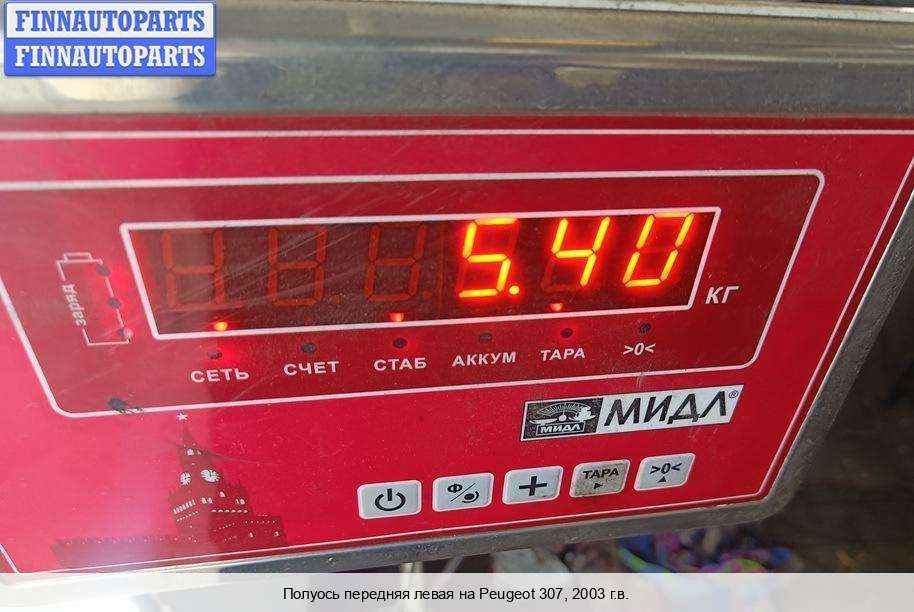 FINNAUTOPARTS
FINNAUTOPARTS
5.40
КГ
заряд
СЕТЬ СЧЕТ СТАБ АККУМ ТАРА >0<
МИДЛ МИДЛ®
Ф/ + ТАРА >0<
Полуось передняя левая на Peugeot 307, 2003 г.в.